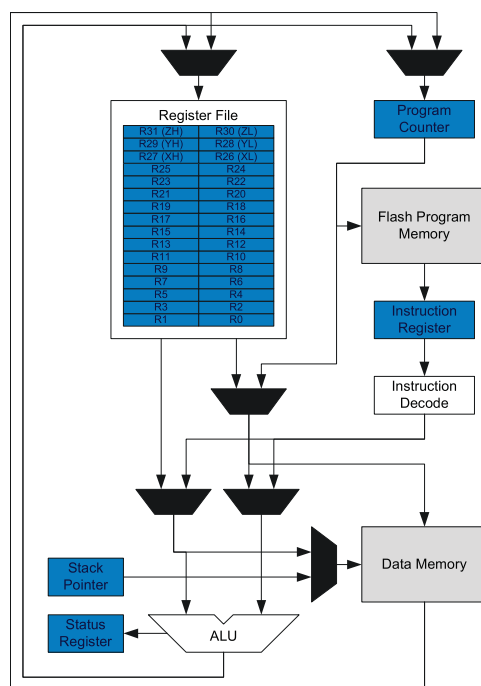 Register File
R31 (ZH) R30 (ZL)
R29 (YH) R28 (YL)
R27 (XH) R26 (XL)
R25 R24
R23 R22
R21 R20
R19 R18
R17 R16
R15 R14
R13 R12
R11 R10
R9 R8
R7 R6
R5 R4
R3 R2
R1 R0
Program
Counter
Flash Program
Memory
Instruction
Register
Instruction
Decode
Stack
Pointer
Data Memory
Status
Register
ALU